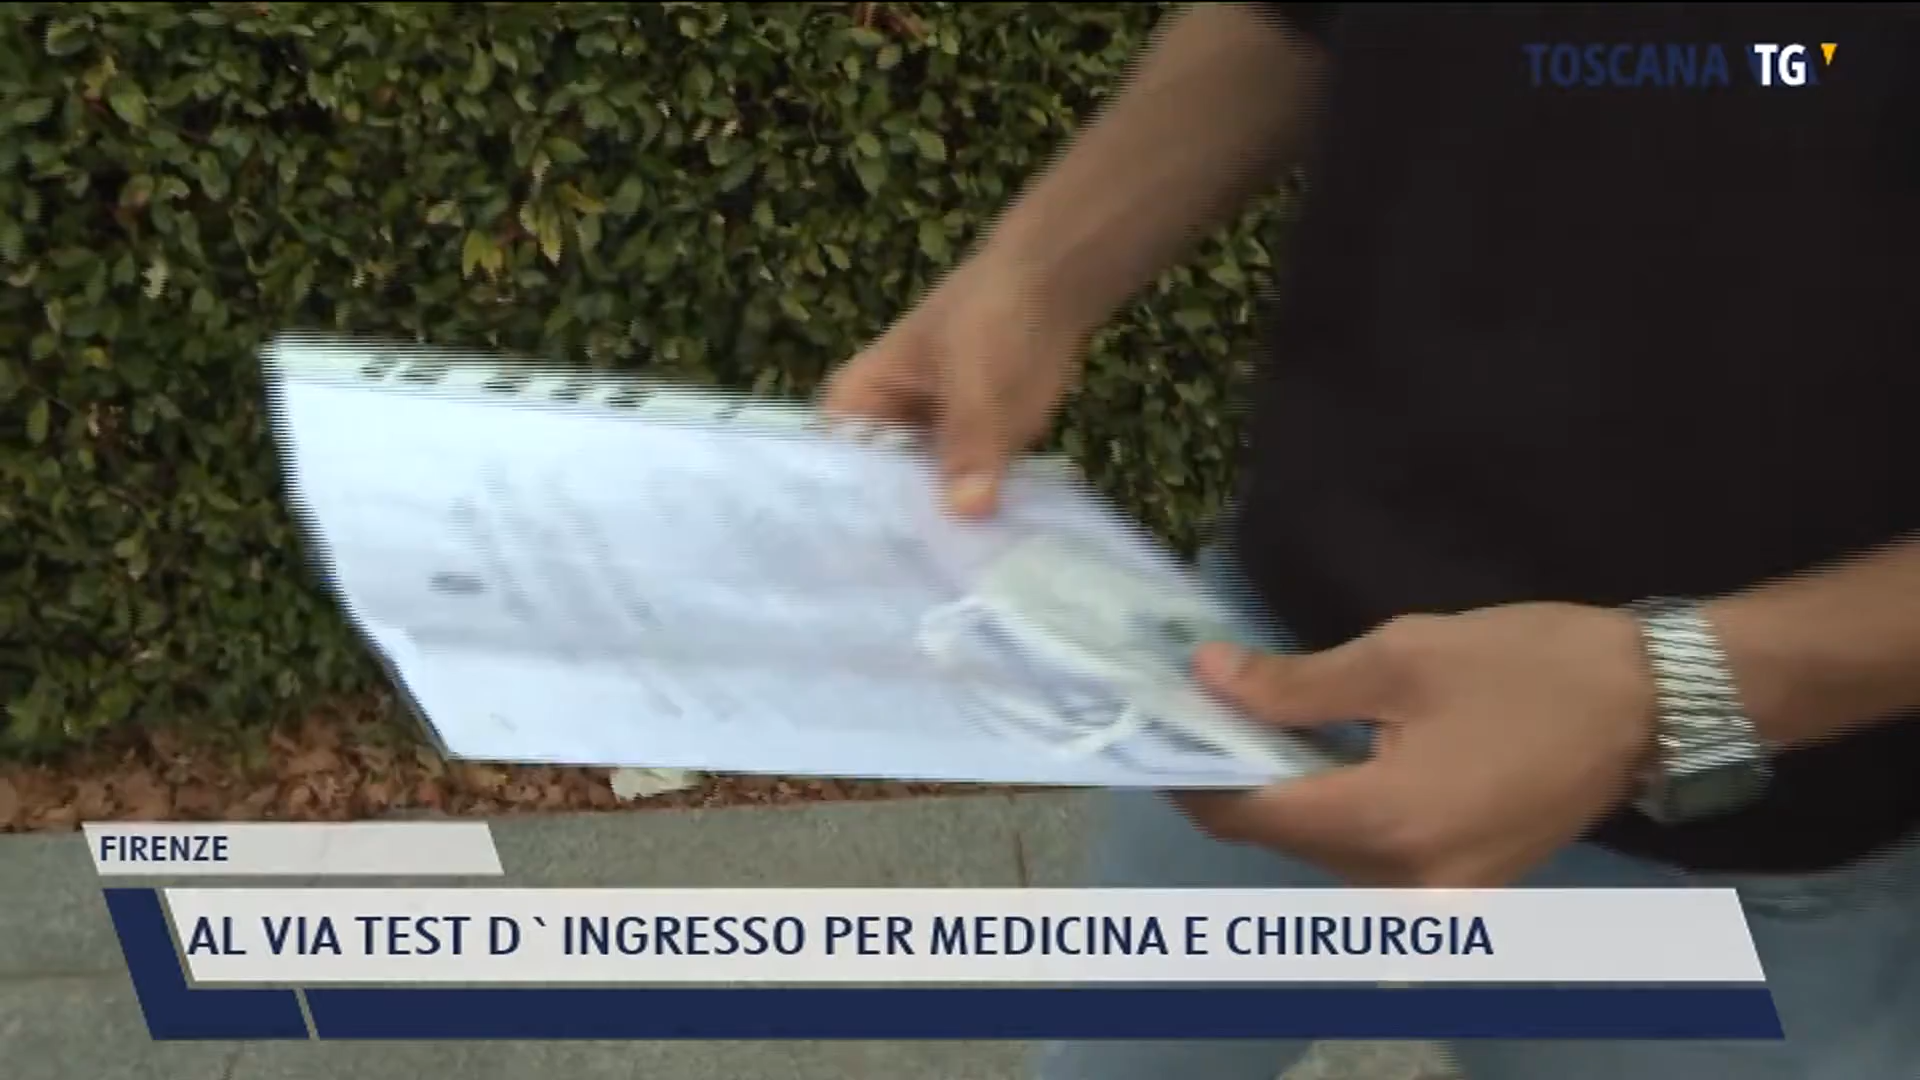 TOSCANA TG
FIRENZE
AL VIA TEST D`INGRESSO PER MEDICINA E CHIRURGIA